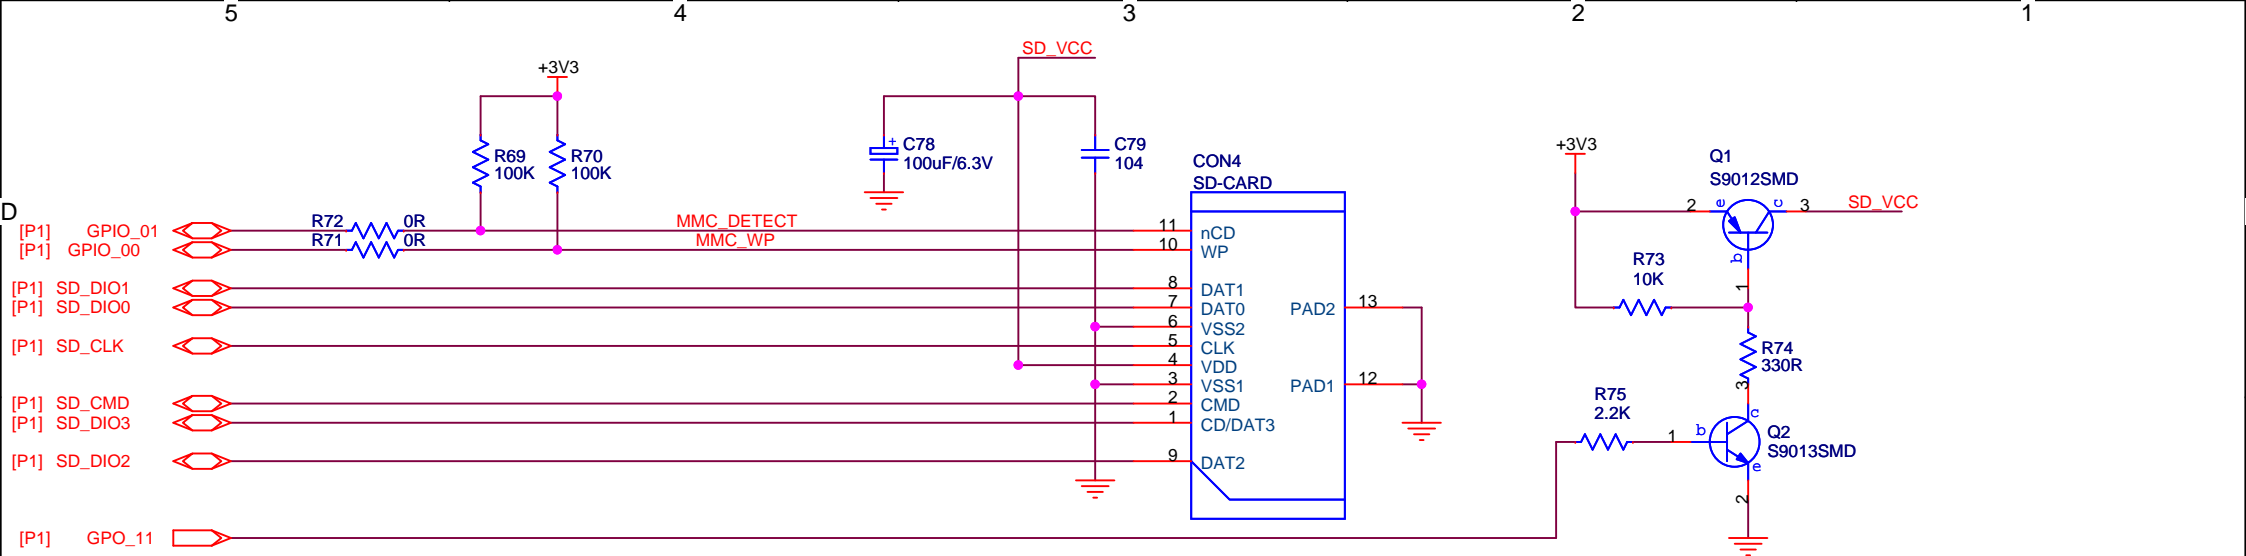 5 4 3 2 1
SD_VCC
+3V3
R69
100K
R70
100K
+ C78
100uF/6.3V
C79
104
CON4
SD-CARD
+3V3
Q1
S9012SMD
D
2 e c 3 SD_VCC
b
1
R73
10K
R74
330R
3
R75
2.2K
1 b c
Q2
S9013SMD
e
2
[P1] GPIO_01 R72 0R MMC_DETECT 11 nCD
[P1] GPIO_00 R71 0R MMC_WP 10 WP
[P1] SD_DIO1 8 DAT1
[P1] SD_DIO0 7 DAT0 PAD2 13
6 VSS2
[P1] SD_CLK 5 CLK
4 VDD
3 VSS1 PAD1 12
[P1] SD_CMD 2 CMD
[P1] SD_DIO3 1 CD/DAT3
[P1] SD_DIO2 9 DAT2
[P1] GPO_11